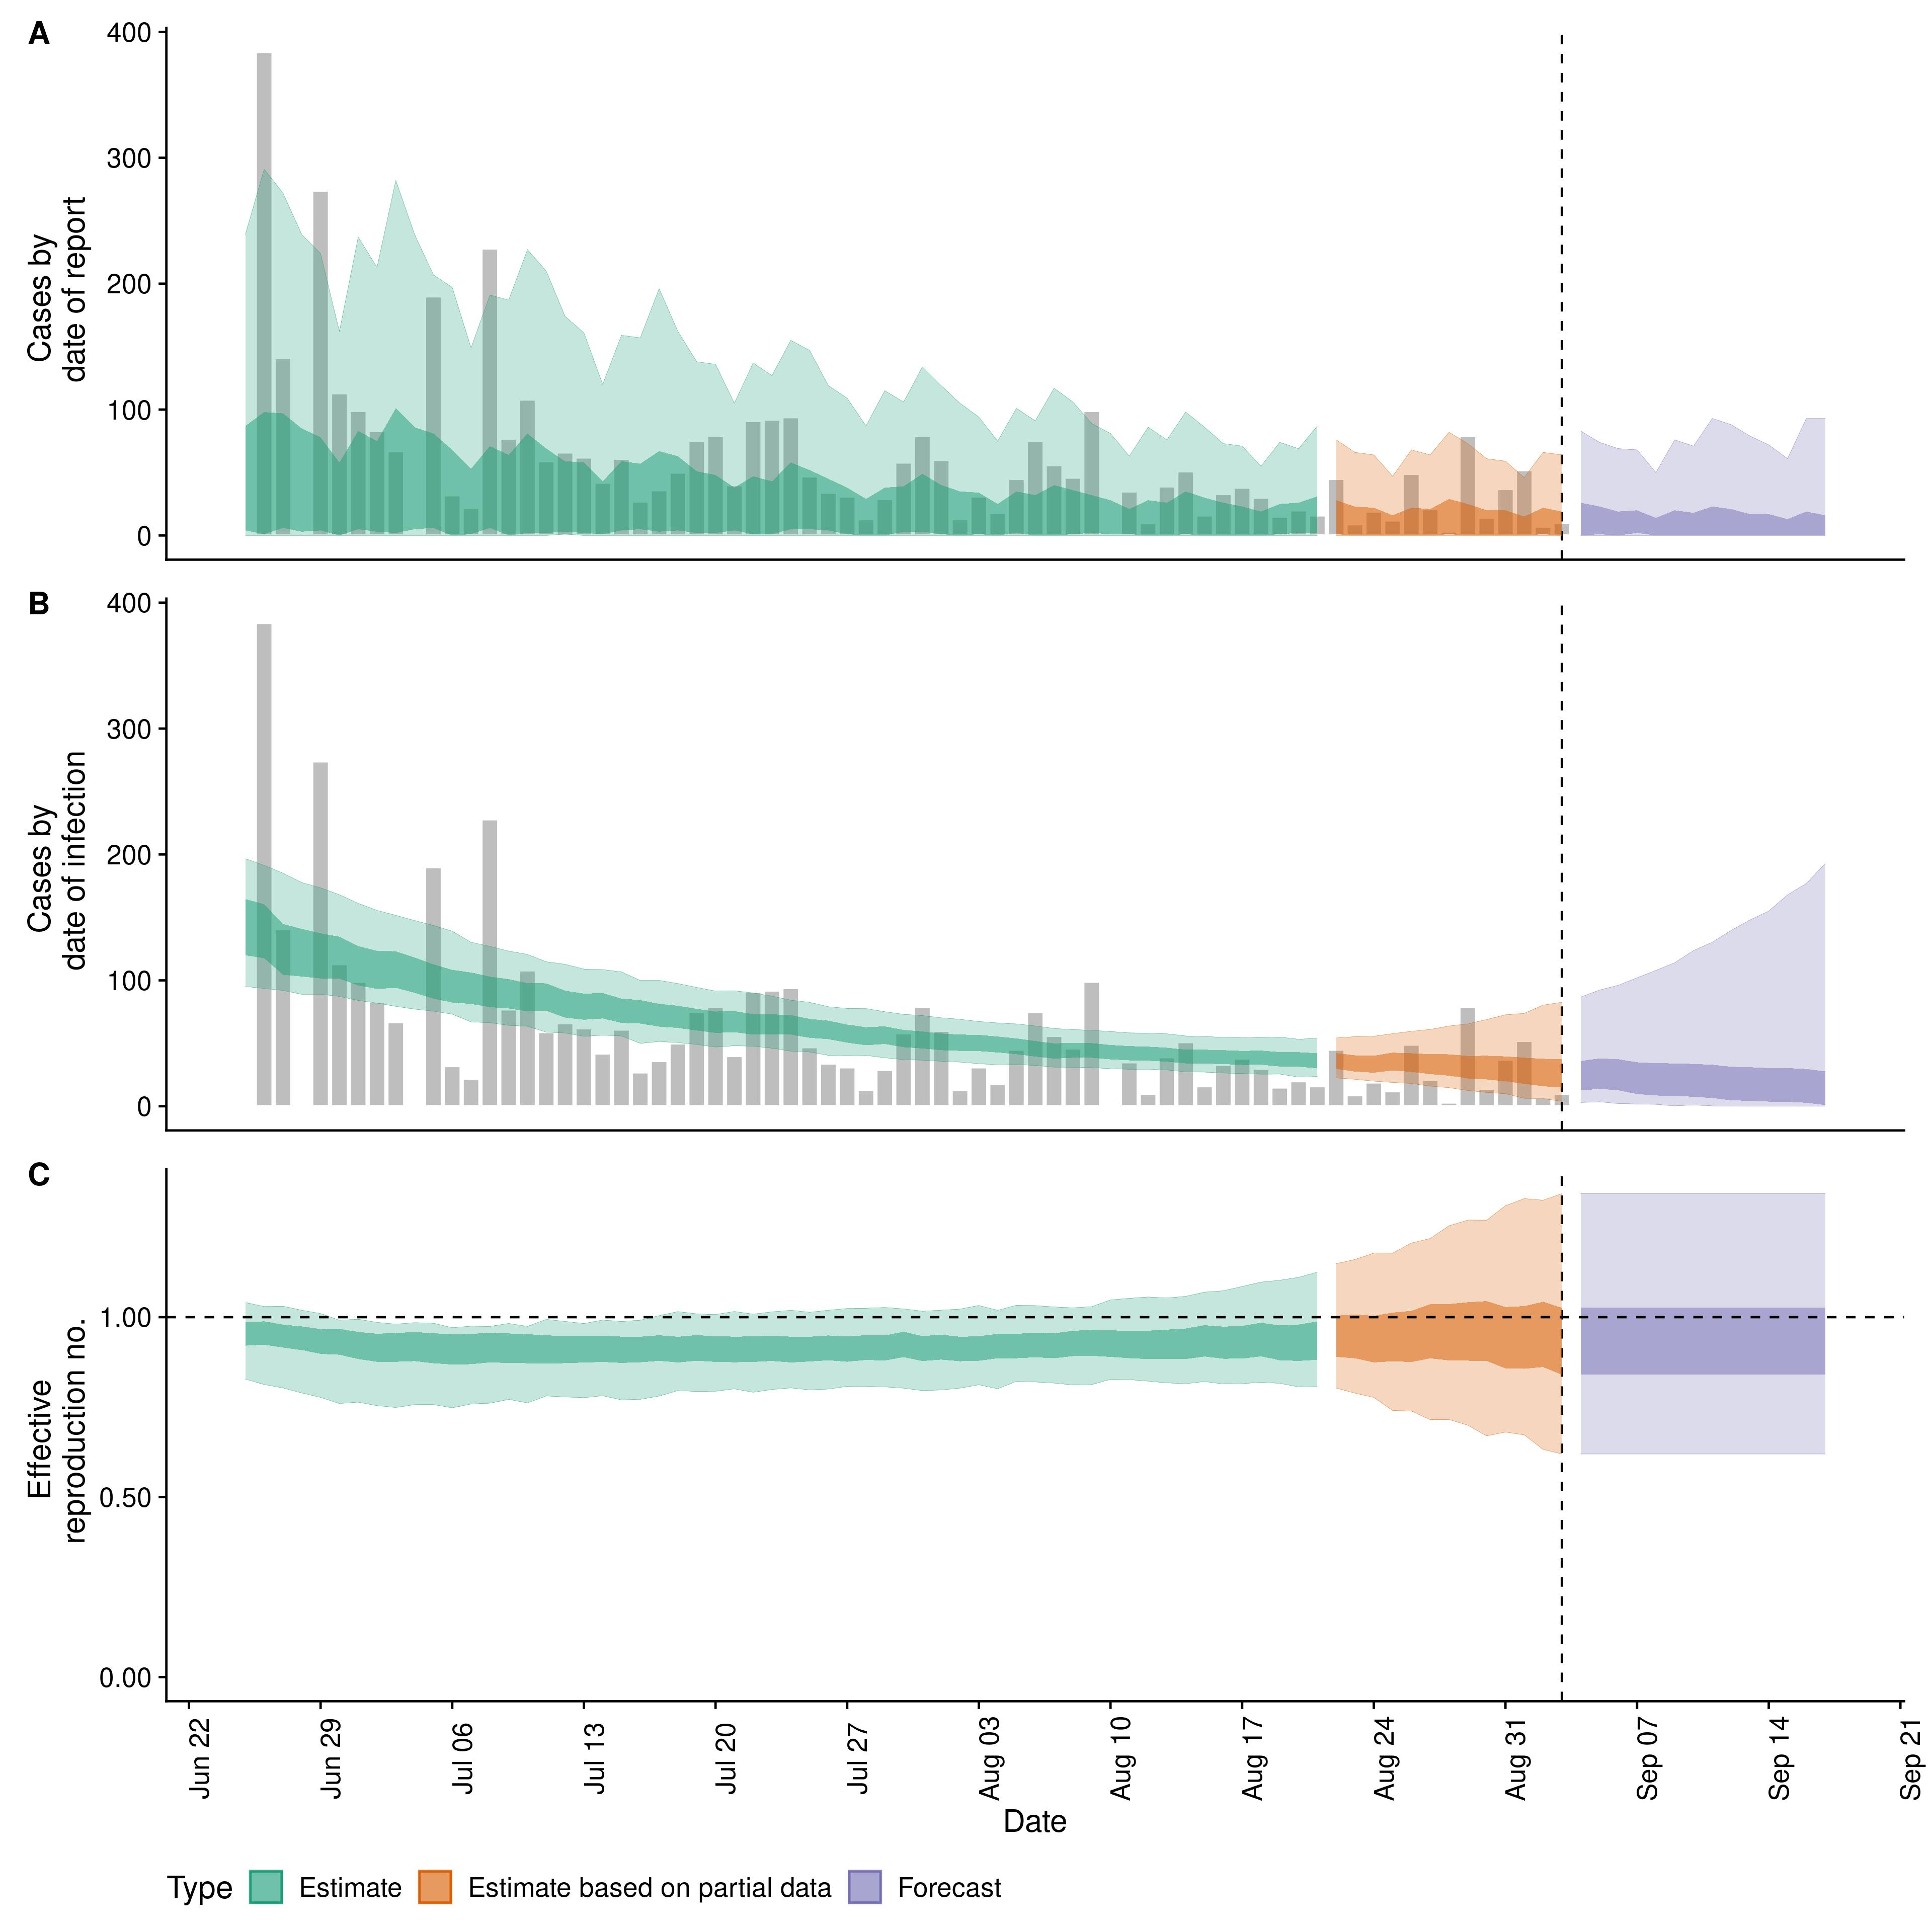 A
400
300
200
100
0
Cases by
date of report
B
400
300
200
100
0
Cases by
date of infection
C
1.00
0.50
0.00
Effective
reproduction no.
Jun 22
Jun 29
Jul 06
Jul 13
Jul 20
Jul 27
Aug 03
Aug 10
Aug 17
Aug 24
Aug 31
Sep 07
Sep 14
Sep 21
Date
Type Estimate Estimate based on partial data Forecast